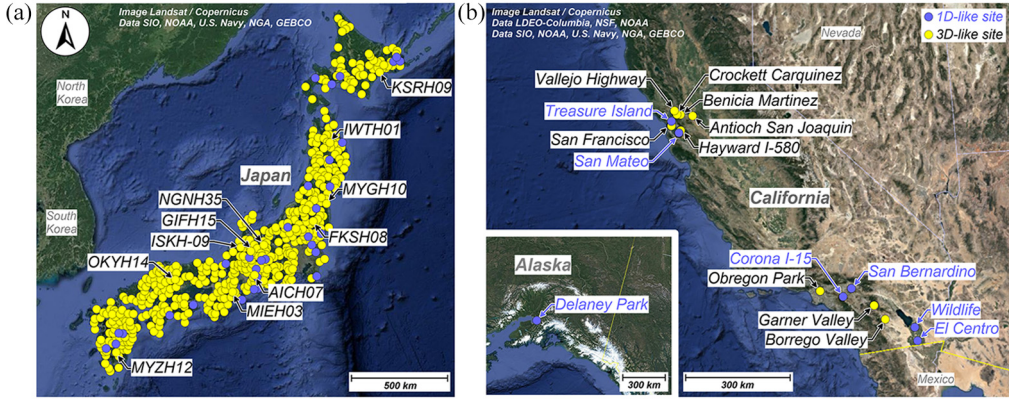 (a)
Image Landsat / Copernicus
Data SIO, NOAA, U.S. Navy, NGA, GEBCO
N
North
Korea
KSRH09
IWTH01
Japan
MYGH10
NGNH35
South
Korea
GIFH15
ISKH-09
FKSH08
OKYH14
AICH07
MIEH03
MYZH12
500 km
(b)
Image Landsat / Copernicus
Data LDEO-Columbia, NSF, NOAA
Data SIO, NOAA, U.S. Navy, NGA, GEBCO
1D-like site
3D-like site
Nevada
Vallejo Highway
Crockett Carquinez
Benicia Martinez
Treasure Island
Antioch San Joaquin
San Francisco
Hayward I-580
San Mateo
California
Alaska
Delaney Park
300 km
Corona I-15
San Bernardino
Obregon Park
Garner Valley
Wildlife
Borrego Valley
El Centro
300 km
Mexico